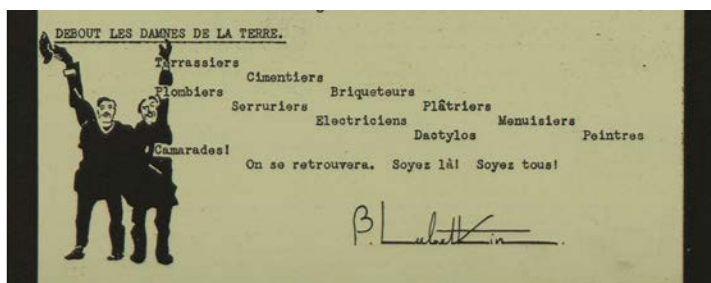 DEBOUT LES DAMNES DE LA TERRE.
Terrassiers
Cimentiers
Plombiers Briqueteurs
Serruriers Plâtriers
Electriciens Menuisiers
Dactylos Peintres
Camarades!
On se retrouvera. Soyez là! Soyez tous!
B. Lubetkin.